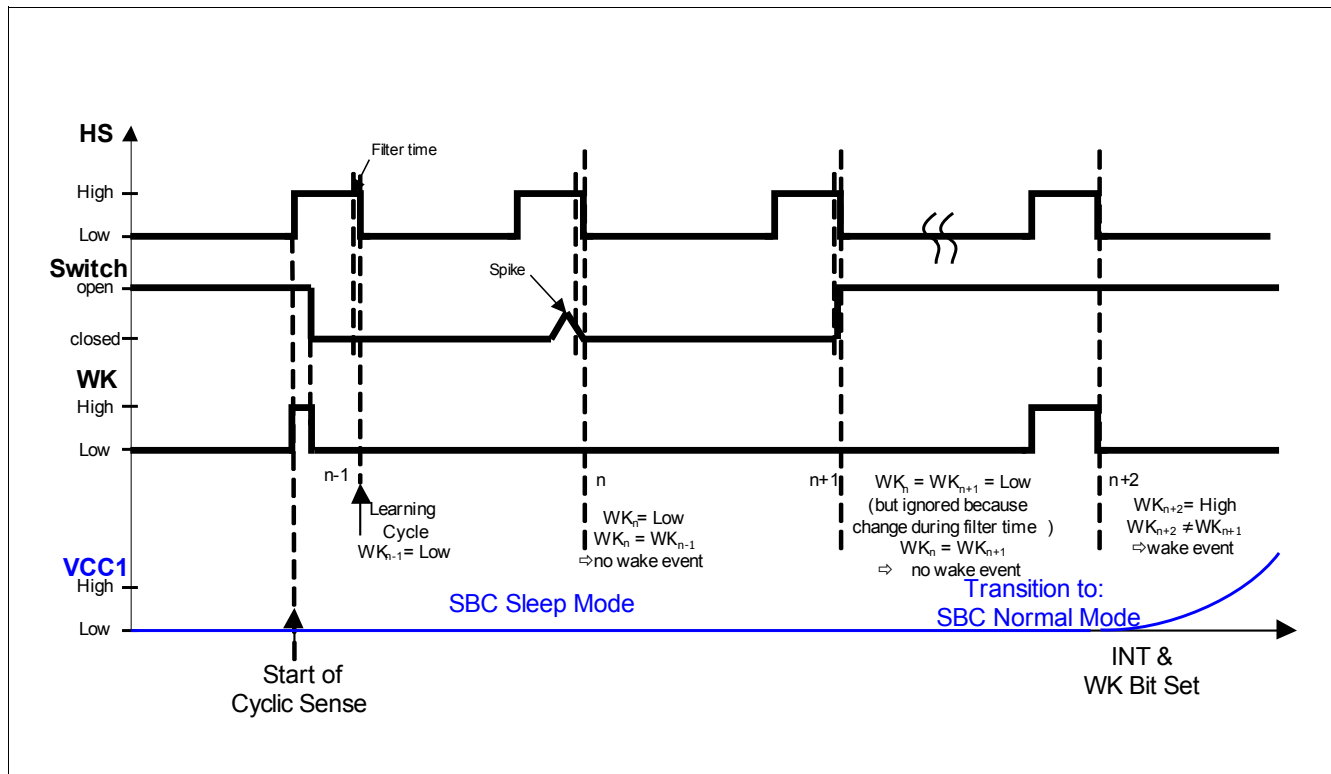 HS
Filter time
High
Low
Switch
open
Spike
closed
WK
High
Low
n-1
n
n+1
n+2
Learning
Cycle
WKn-1= Low
WKn= Low
WKn = WKn-1
⇨no wake event
WKn = WKn+1 = Low
(but ignored because
change during filter time )
WKn = WKn+1
⇨ no wake event
WKn+2= High
WKn+2 ≠WKn+1
⇨wake event
VCC1
High
Low
SBC Sleep Mode
Transition to:
SBC Normal Mode
Start of
Cyclic Sense
INT &
WK Bit Set